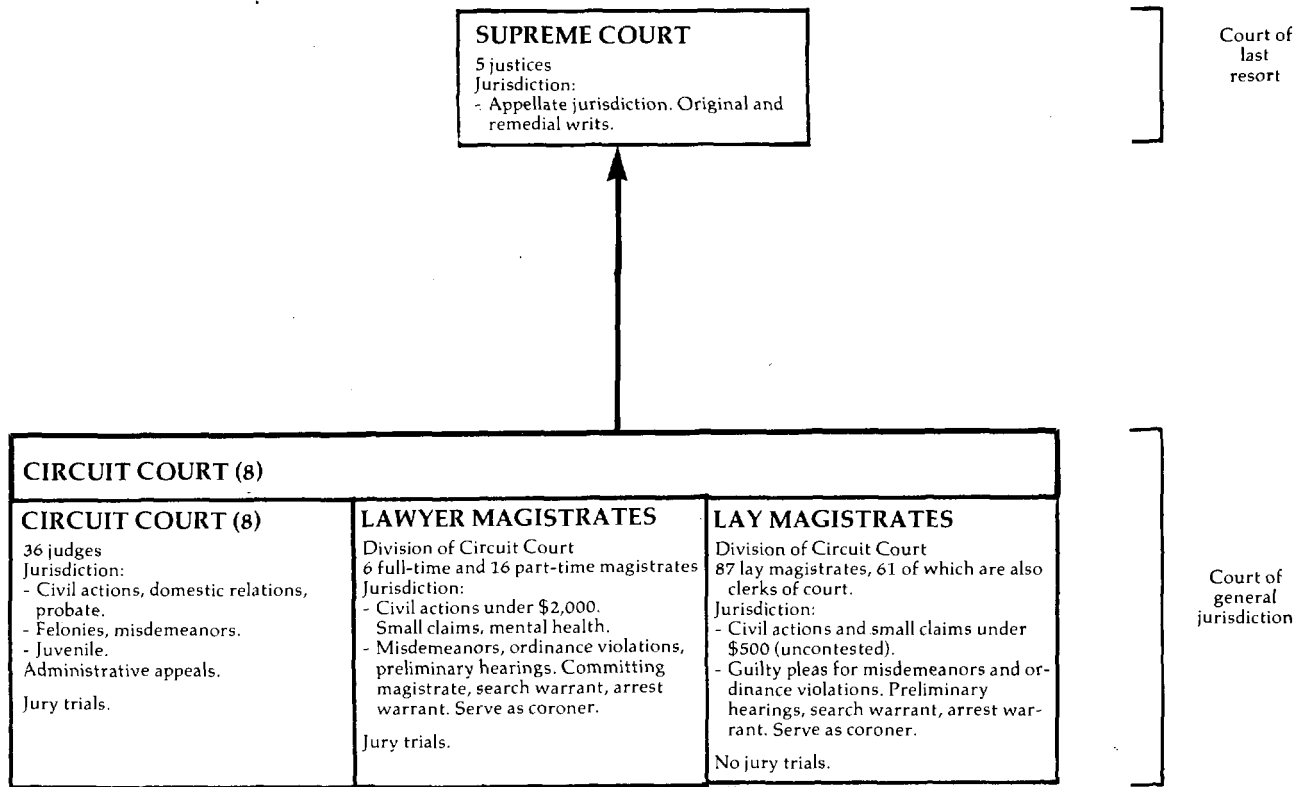 SUPREME COURT
5 justices
Jurisdiction:
- Appellate jurisdiction. Original and
remedial writs.
Court of
last
resort
CIRCUIT COURT (8)
CIRCUIT COURT (8)
36 judges
Jurisdiction:
- Civil actions, domestic relations,
probate.
- Felonies, misdemeanors.
- Juvenile.
Administrative appeals.
Jury trials.
LAWYER MAGISTRATES
Division of Circuit Court
6 full-time and 16 part-time magistrates
Jurisdiction:
- Civil actions under $2,000.
Small claims, mental health.
- Misdemeanors, ordinance violations,
preliminary hearings. Committing
magistrate, search warrant, arrest
warrant. Serve as coroner.
Jury trials.
LAY MAGISTRATES
Division of Circuit Court
87 lay magistrates, 61 of which are also
clerks of court.
Jurisdiction:
- Civil actions and small claims under
$500 (uncontested).
- Guilty pleas for misdemeanors and or-
dinance violations. Preliminary
hearings, search warrant, arrest war-
rant. Serve as coroner.
No jury trials.
Court of
general
jurisdiction